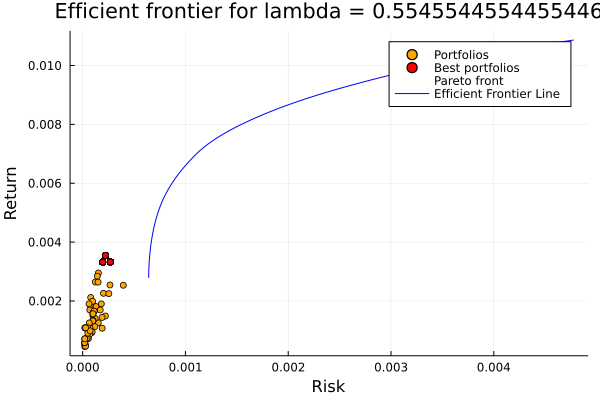 Efficient frontier for lambda = 0.5545544554455446
Portfolios
Best portfolios
Pareto front
Efficient Frontier Line
Return
0.010
0.008
0.006
0.004
0.002
0.000
0.001
0.002
0.003
0.004
Risk